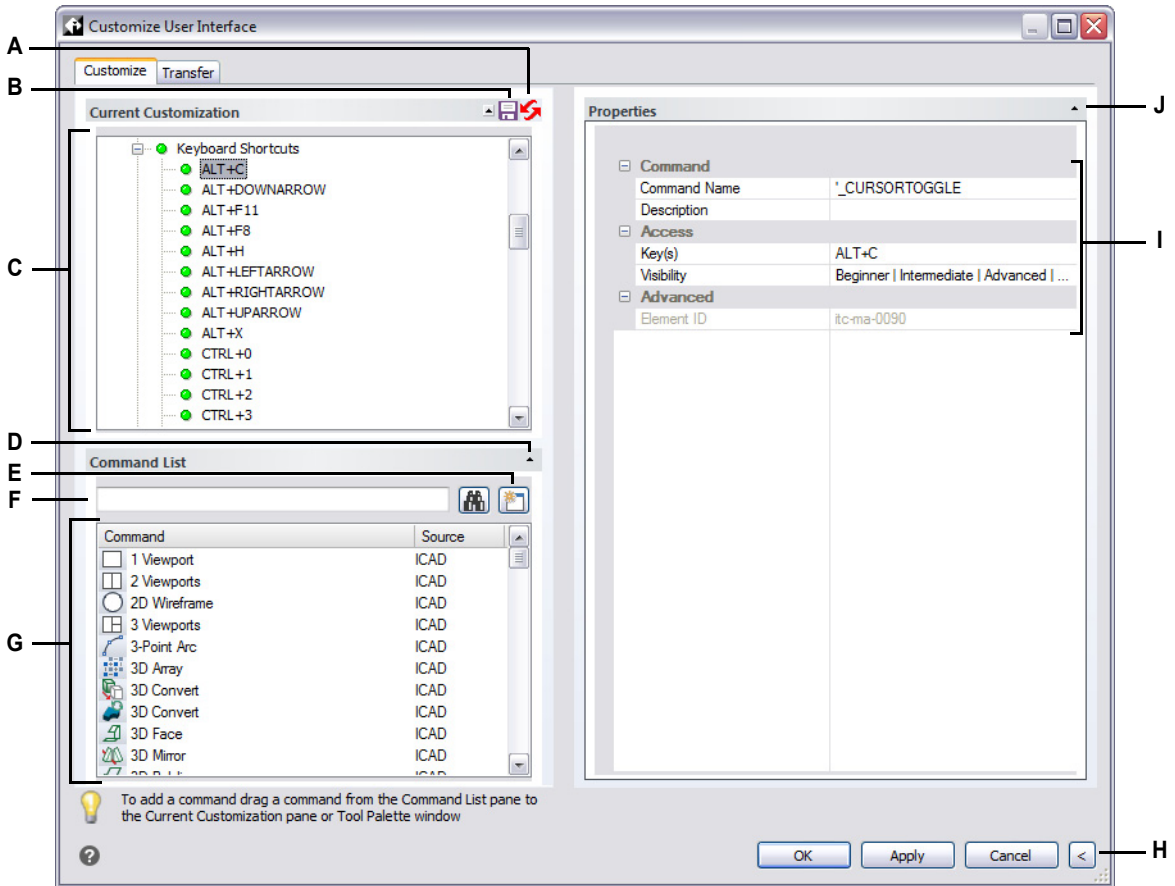 Customize User Interface
A
B
C
D
E
F
G
H
I
J
Customize
Transfer
Current Customization
Keyboard Shortcuts
ALT+C
ALT+DOWNARROW
ALT+F11
ALT+F8
ALT+H
ALT+LEFTARROW
ALT+RIGHTARROW
ALT+UPARROW
ALT+X
CTRL+0
CTRL+1
CTRL+2
CTRL+3
Command List
Command Source
1 Viewport ICAD
2 Viewports ICAD
2D Wireframe ICAD
3 Viewports ICAD
3-Point Arc ICAD
3D Array ICAD
3D Convert ICAD
3D Convert ICAD
3D Face ICAD
3D Mirror ICAD
To add a command drag a command from the Command List pane to
the Current Customization pane or Tool Palette window
Properties
Command
Command Name '_CURSORTOGGLE
Description
Access
Key(s) ALT+C
Visibility Beginner | Intermediate | Advanced | ...
Advanced
Element ID itc-ma-0090
?
OK
Apply
Cancel
<